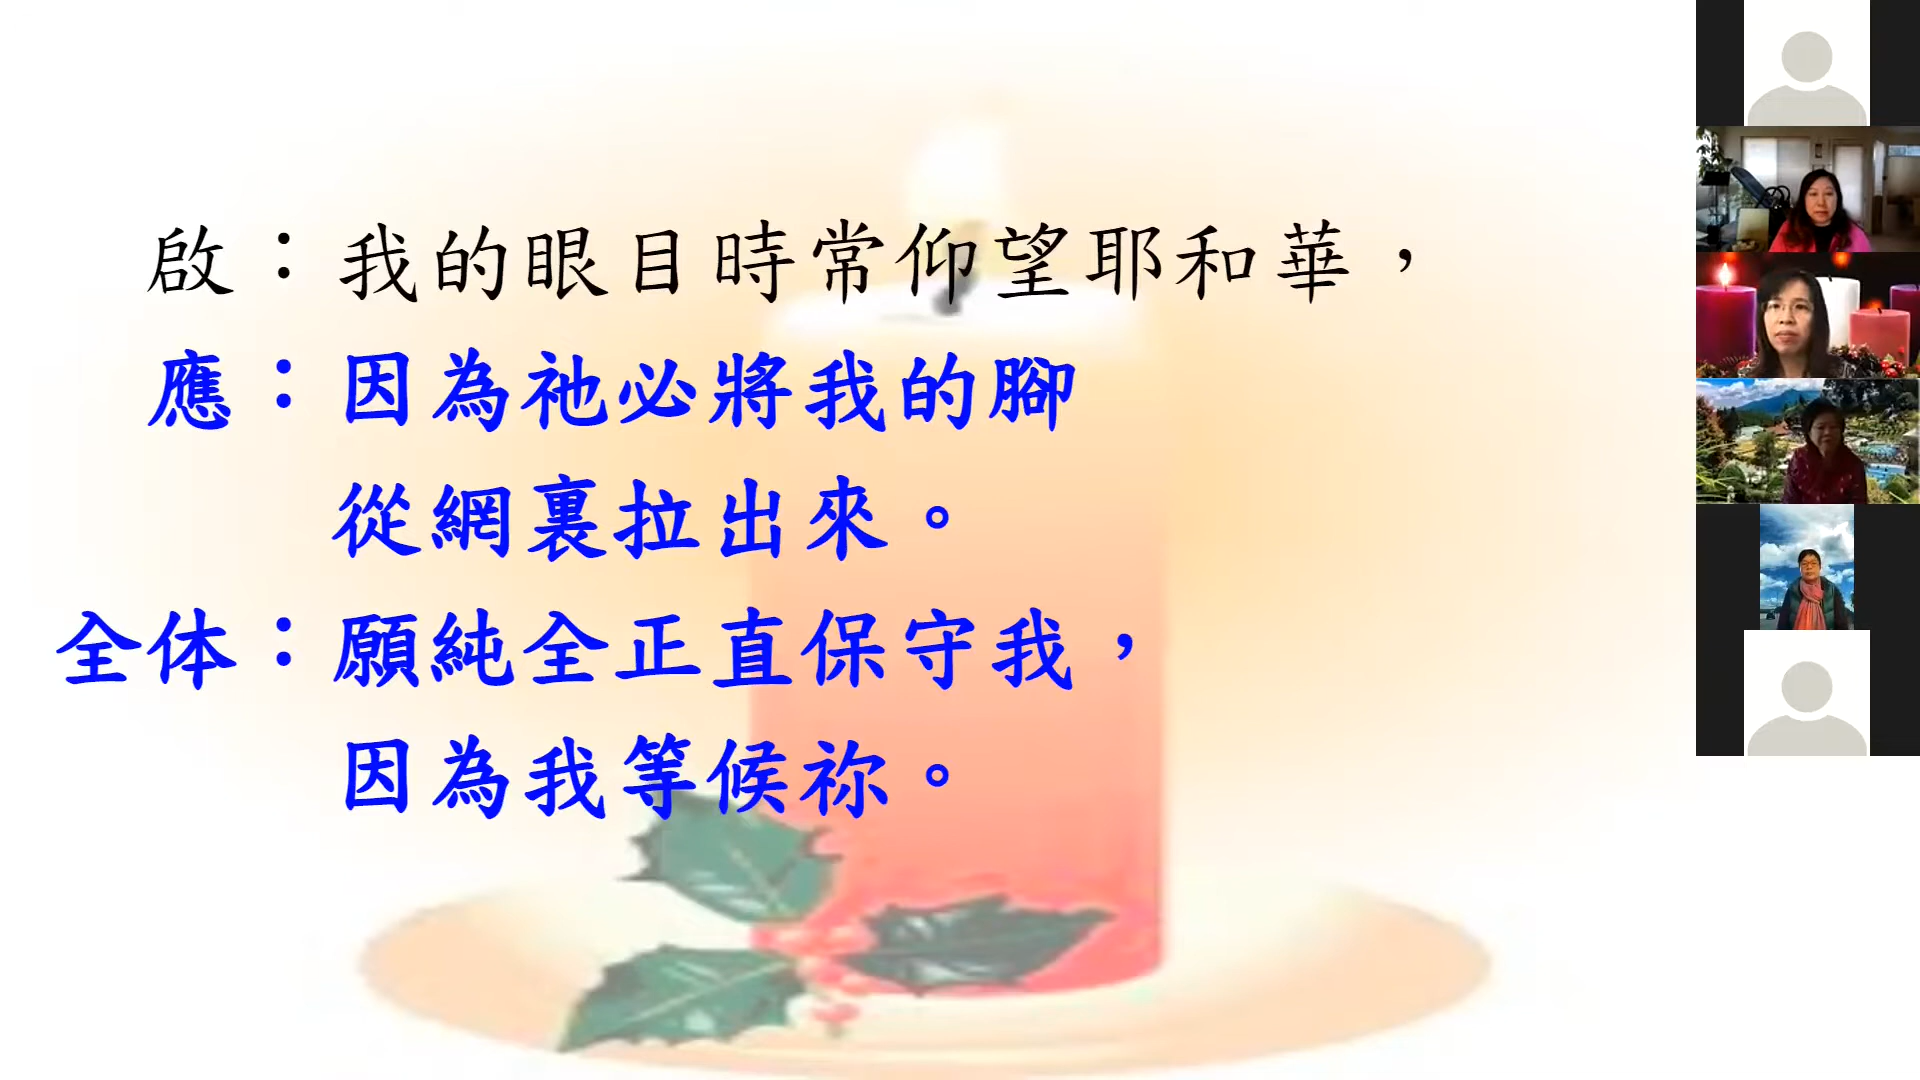 啟：我的眼目時常仰望耶和華，
應：因為祂必將我的腳
從網裏拉出來。
全体：願純全正直保守我，
因為我等候祢。